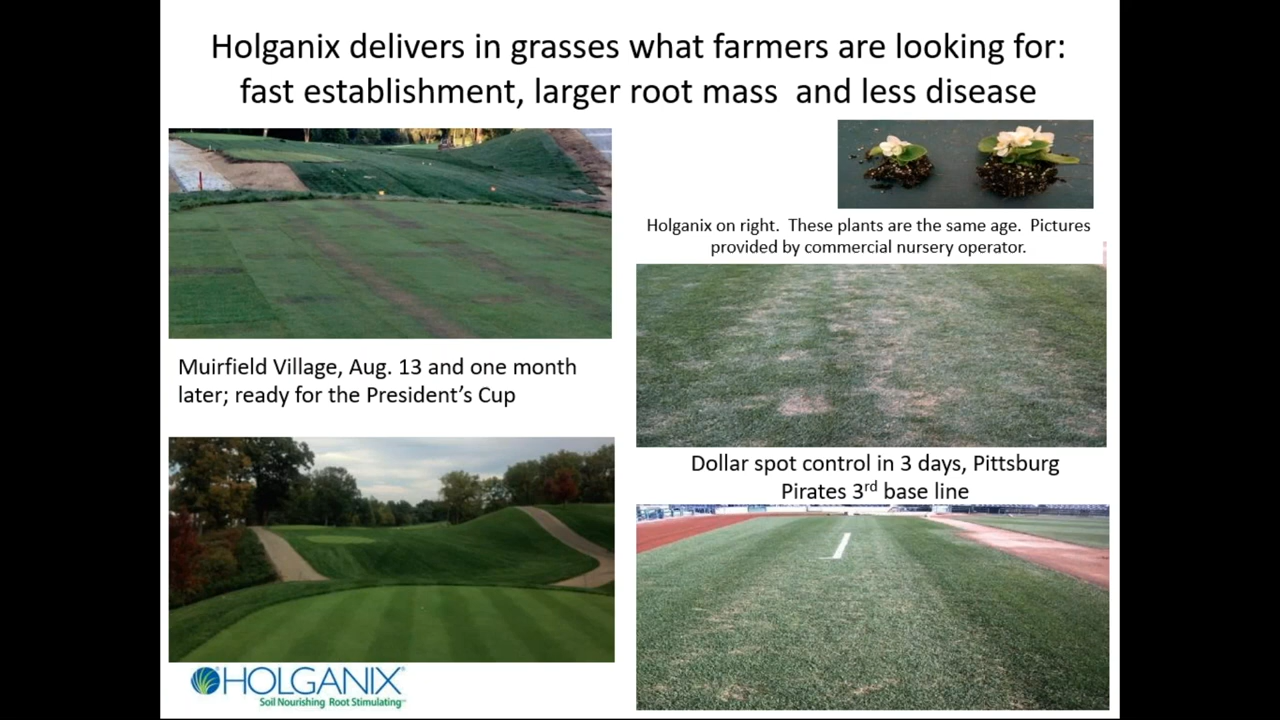 Holganix delivers in grasses what farmers are looking for:
fast establishment, larger root mass and less disease
Holganix on right. These plants are the same age. Pictures
provided by commercial nursery operator.
Muirfield Village, Aug. 13 and one month
later; ready for the President’s Cup
Dollar spot control in 3 days, Pittsburg
Pirates 3rd base line
HOLGANIX
Soil Nourishing Root Stimulating